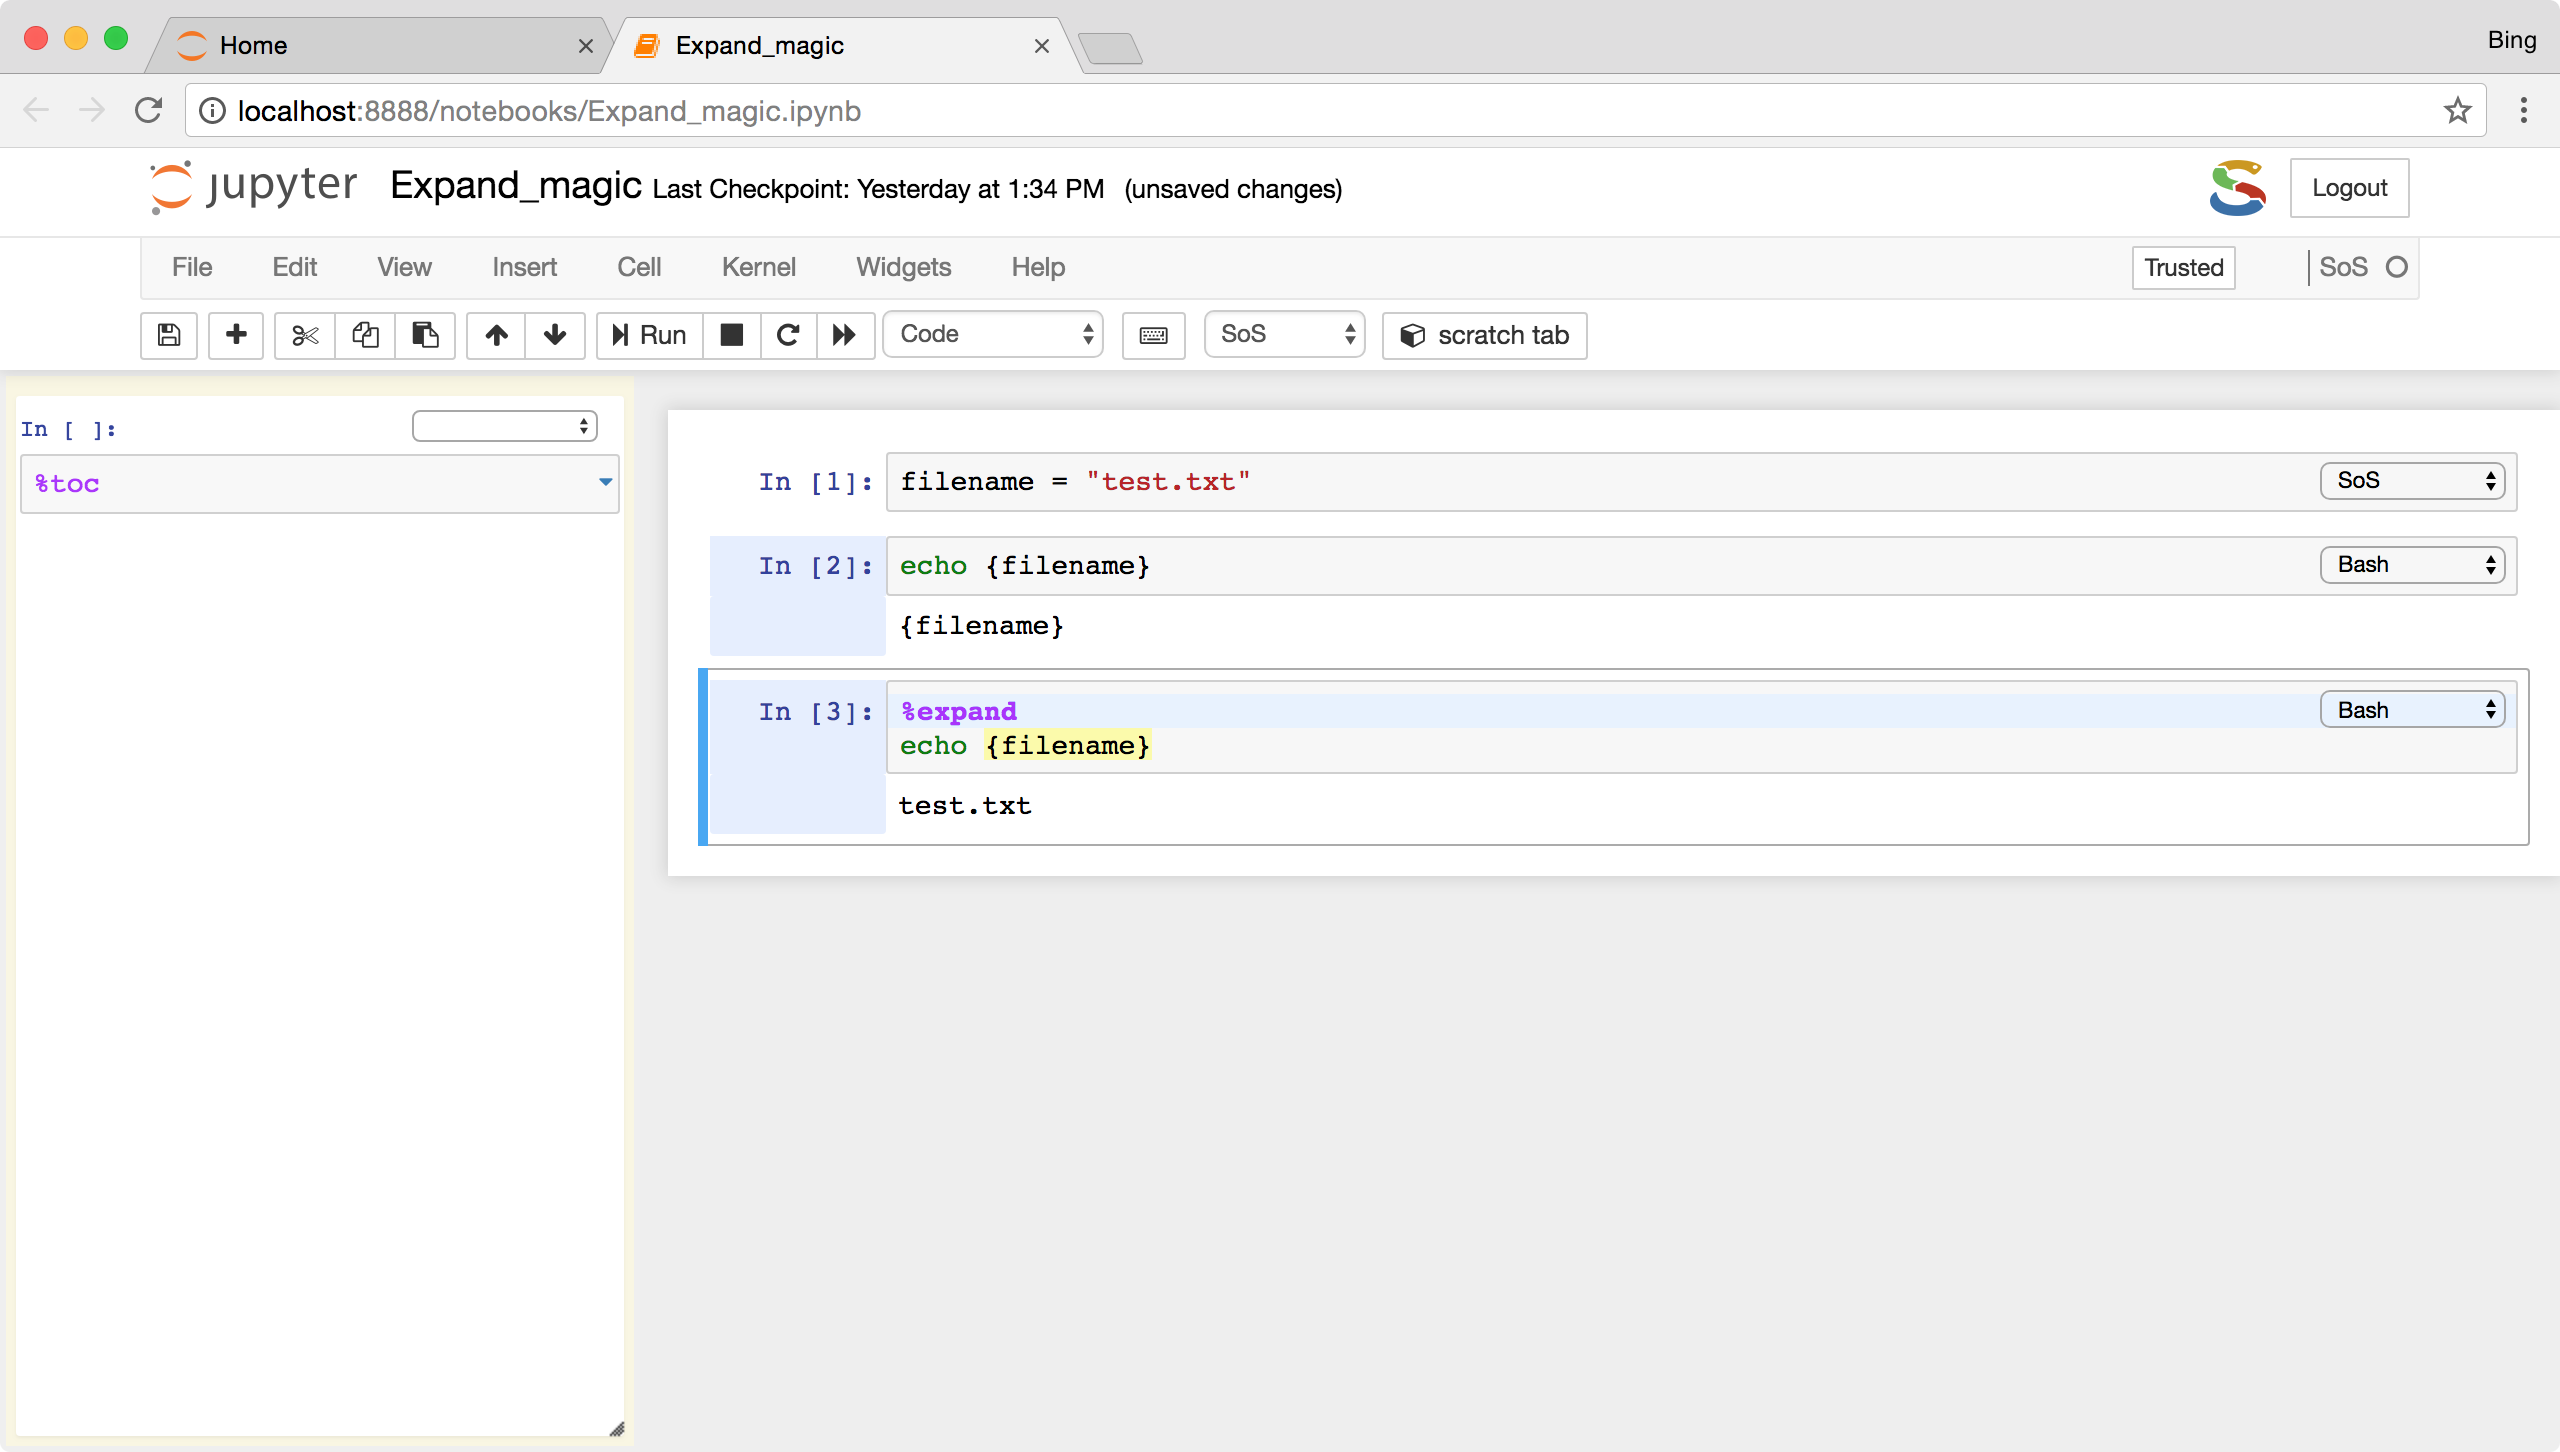 Home
Expand_magic
Bing
localhost:8888/notebooks/Expand_magic.ipynb
jupyter Expand_magic Last Checkpoint: Yesterday at 1:34 PM (unsaved changes)
Logout
File Edit View Insert Cell Kernel Widgets Help Trusted SoS
Run Code SoS scratch tab
In [ ]:
%toc
In [1]: filename = "test.txt" SoS
In [2]: echo {filename} Bash
{filename}
In [3]: %expand Bash
echo {filename}
test.txt